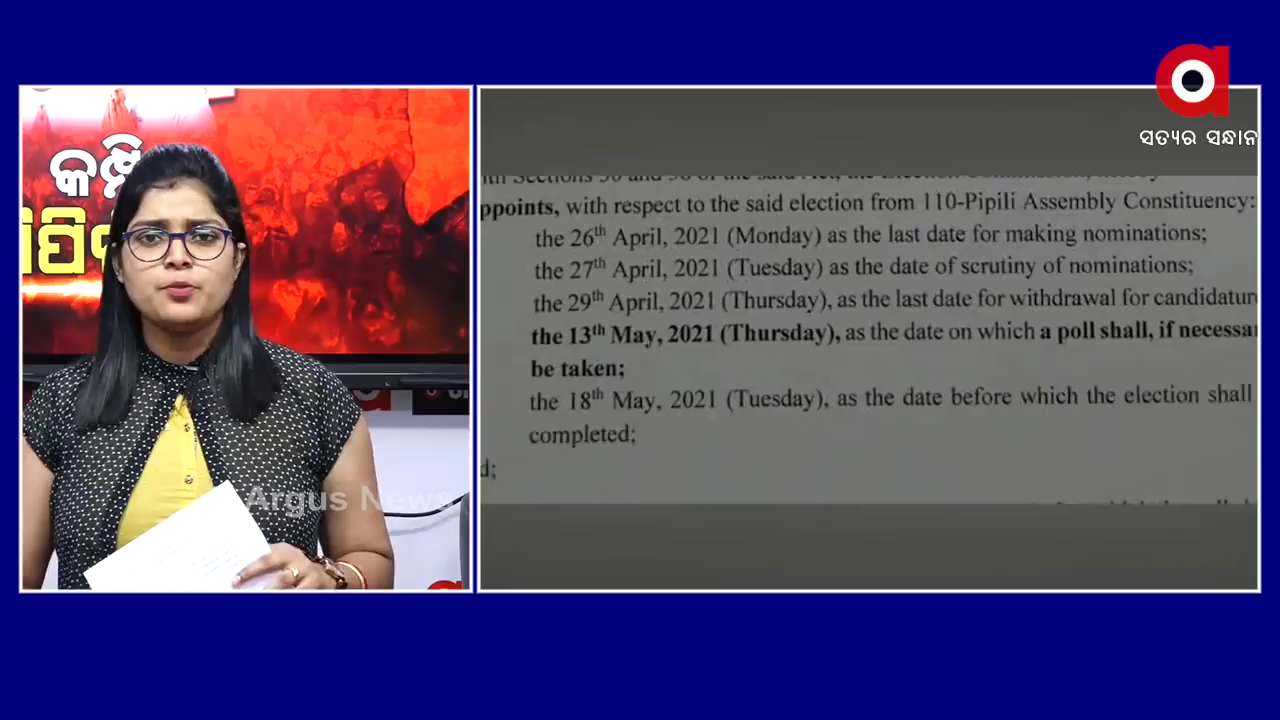 ସତ୍ୟର ସନ୍ଧାନ
ppoints, with respect to the said election from 110-Pipili Assembly Constituency:
the 26th April, 2021 (Monday) as the last date for making nominations;
the 27th April, 2021 (Tuesday) as the date of scrutiny of nominations;
the 29th April, 2021 (Thursday), as the last date for withdrawal for candidatur
the 13th May, 2021 (Thursday), as the date on which a poll shall, if necessa
be taken;
the 18th May, 2021 (Tuesday), as the date before which the election shall
completed;
d;
Argus News